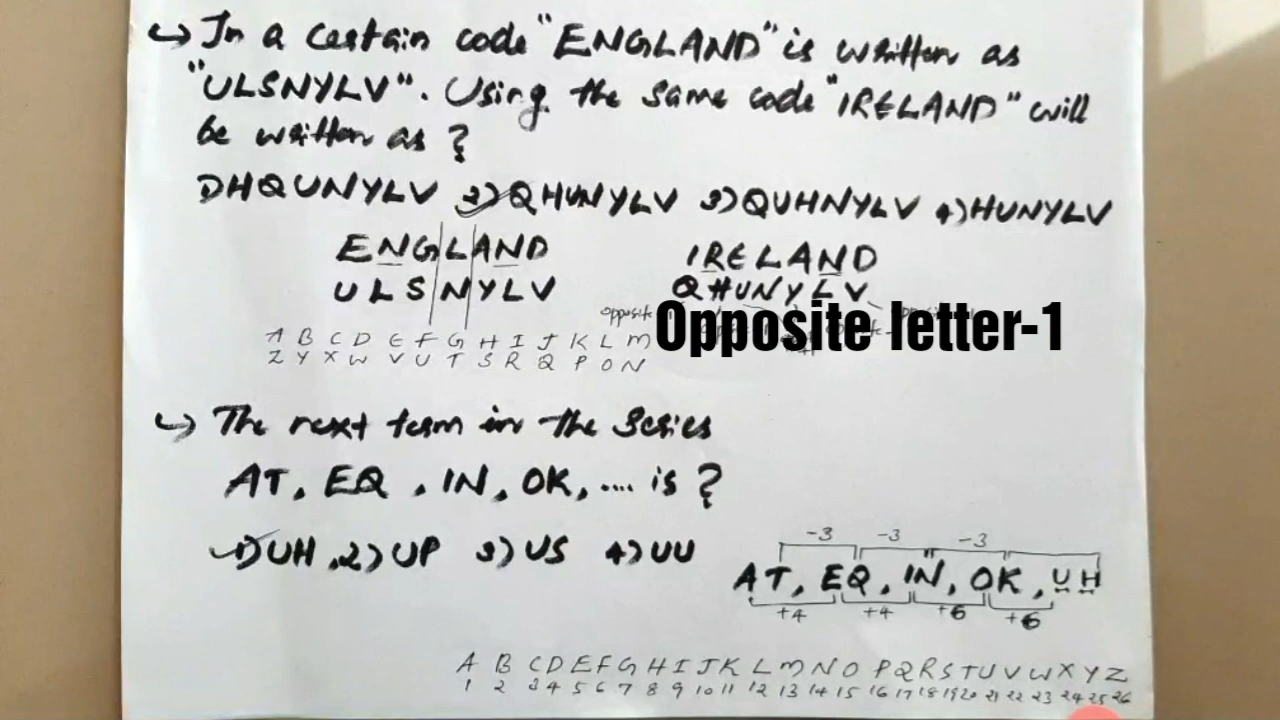 ↳ In a certain code "ENGLAND" is written as
"ULSNYLV". Using the same code "IRELAND" will
be written as ?
1) HQUNYLV 2) QHUNYLV 3) QUHNYLV 4) HUNYLV
ENGLAND
ULSNYLV
IRELAND
QHUNYLV
opposite
Opposite letter-1
A B C D E F G H I J K L M
Z Y X W V U T S R Q P O N
↳ The next term in the series
AT, EQ, IN, OK, .... is ?
1) UH, 2) UP 3) US 4) UU
-3 -3 -3
AT, EQ, IN, OK, UH
+4 +4 +6 +6
A B C D E F G H I J K L M N O P Q R S T U V W X Y Z
1 2 3 4 5 6 7 8 9 10 11 12 13 14 15 16 17 18 19 20 21 22 23 24 25 26